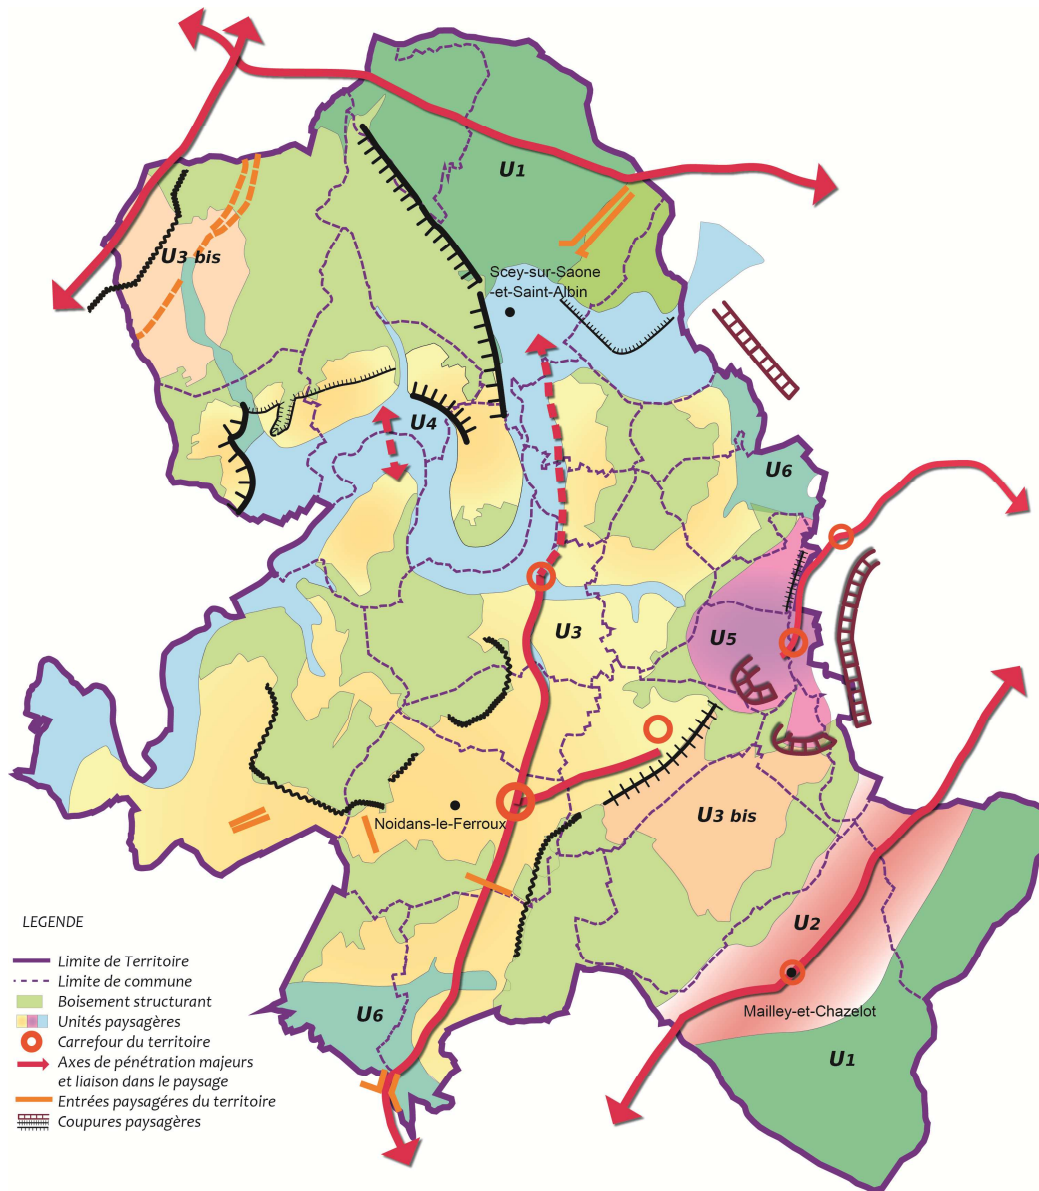 U1
U3 bis
Scey-sur-Saone
-et-Saint-Albin
U4
U6
U3
U5
Noidans-le-Ferroux
U3 bis
U2
U6
Mailley-et-Chazelot
U1
LEGENDE
Limite de Territoire
Limite de commune
Boisement structurant
Unités paysagères
Carrefour du territoire
Axes de pénétration majeurs
et liaison dans le paysage
Entrées paysagéres du territoire
Coupures paysagères